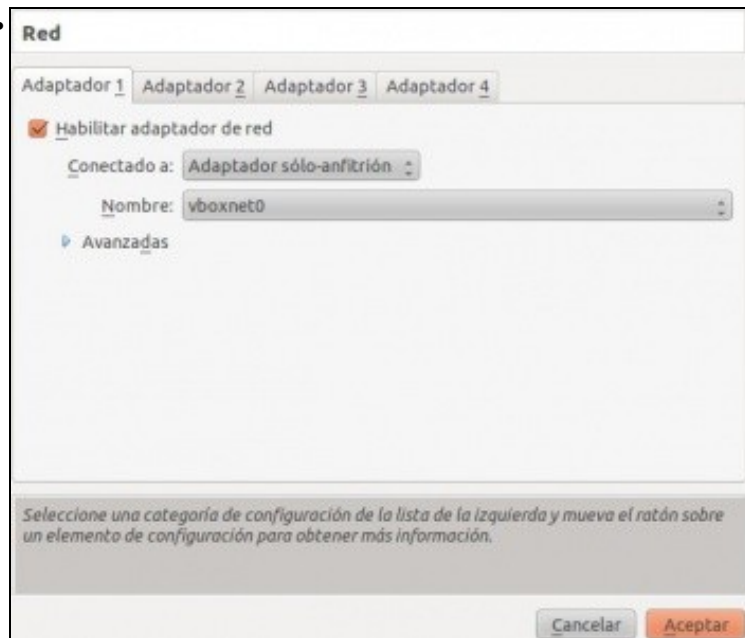 Red
Adaptador 1 Adaptador 2 Adaptador 3 Adaptador 4
Habilitar adaptador de red
Conectado a: Adaptador sólo-anfitrión
Nombre: vboxnet0
Avanzadas
Seleccione una categoría de configuración de la lista de la izquierda y mueva el ratón sobre
un elemento de configuración para obtener más información.
Cancelar Aceptar